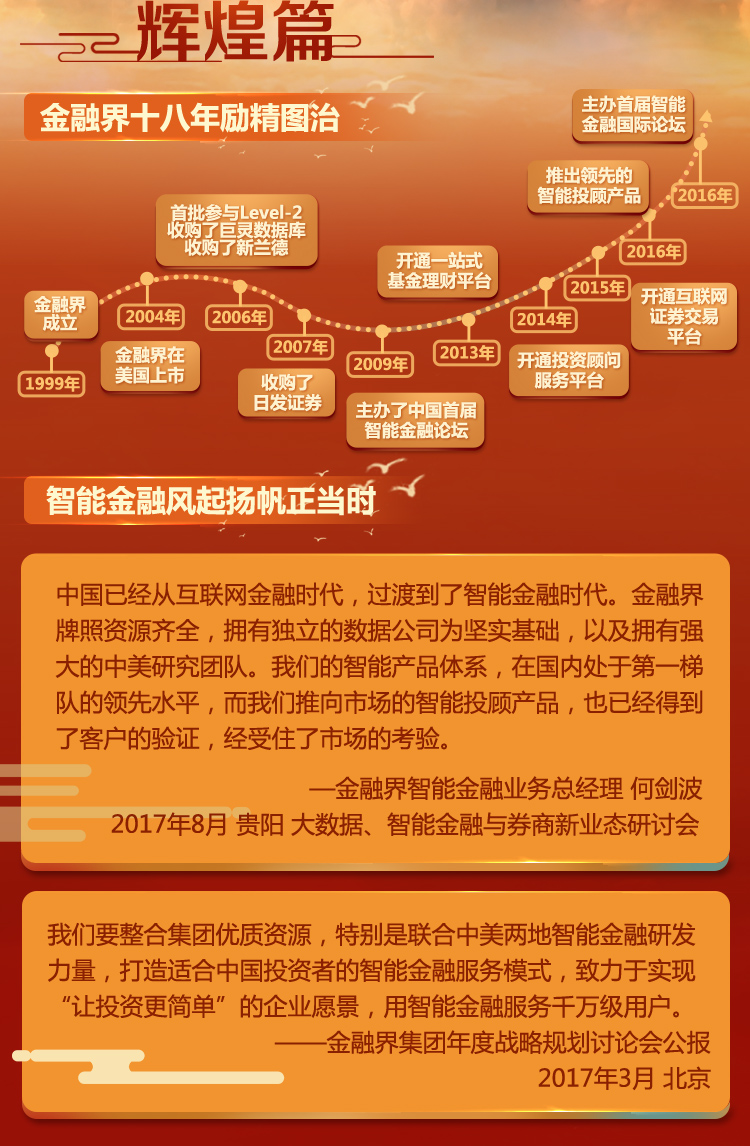 辉煌篇
金融界十八年励精图治
金融界
成立
1999年
2004年
金融界在
美国上市
首批参与Level-2
收购了巨灵数据库
收购了新兰德
2006年
2007年
收购了
日发证券
2009年
主办了中国首届
智能金融论坛
开通一站式
基金理财平台
2013年
2014年
开通投资顾问
服务平台
2015年
开通互联网
证券交易
平台
推出领先的
智能投顾产品
2016年
主办首届智能
金融国际论坛
2016年
智能金融风起扬帆正当时
中国已经从互联网金融时代，过渡到了智能金融时代。金融界
牌照资源齐全，拥有独立的数据公司为坚实基础，以及拥有强
大的中美研究团队。我们的智能产品体系，在国内处于第一梯
队的领先水平，而我们推向市场的智能投顾产品，也已经得到
了客户的验证，经受住了市场的考验。
—金融界智能金融业务总经理 何剑波
2017年8月 贵阳 大数据、智能金融与券商新业态研讨会
我们要整合集团优质资源，特别是联合中美两地智能金融研发
力量，打造适合中国投资者的智能金融服务模式，致力于实现
“让投资更简单”的企业愿景，用智能金融服务千万级用户。
——金融界集团年度战略规划讨论会公报
2017年3月 北京